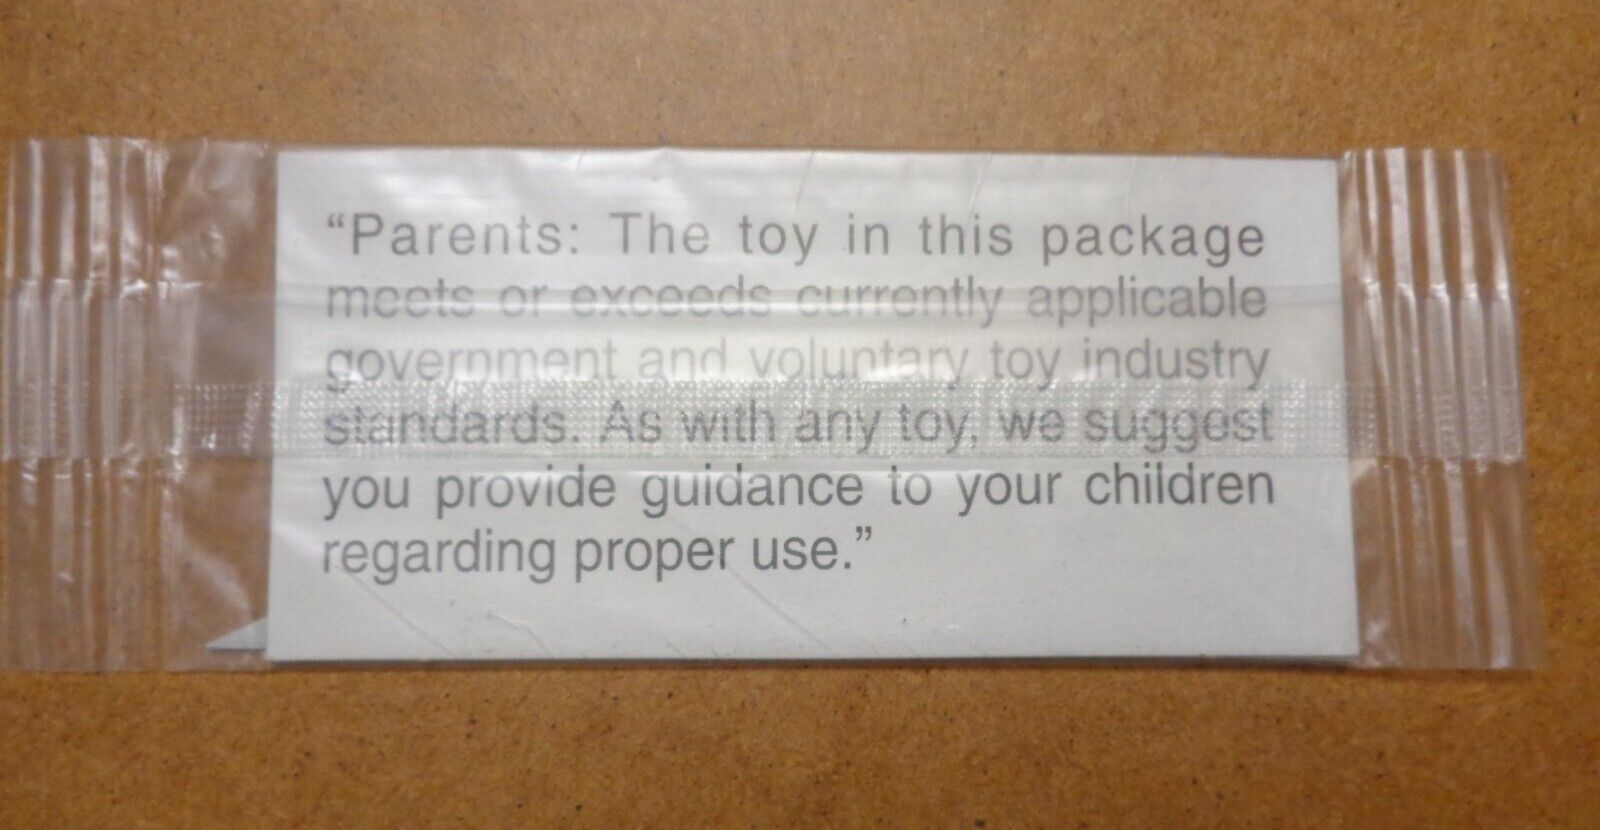 “Parents: The toy in this package
meets or exceeds currently applicable
government and voluntary toy industry
standards. As with any toy, we suggest
you provide guidance to your children
regarding proper use.”